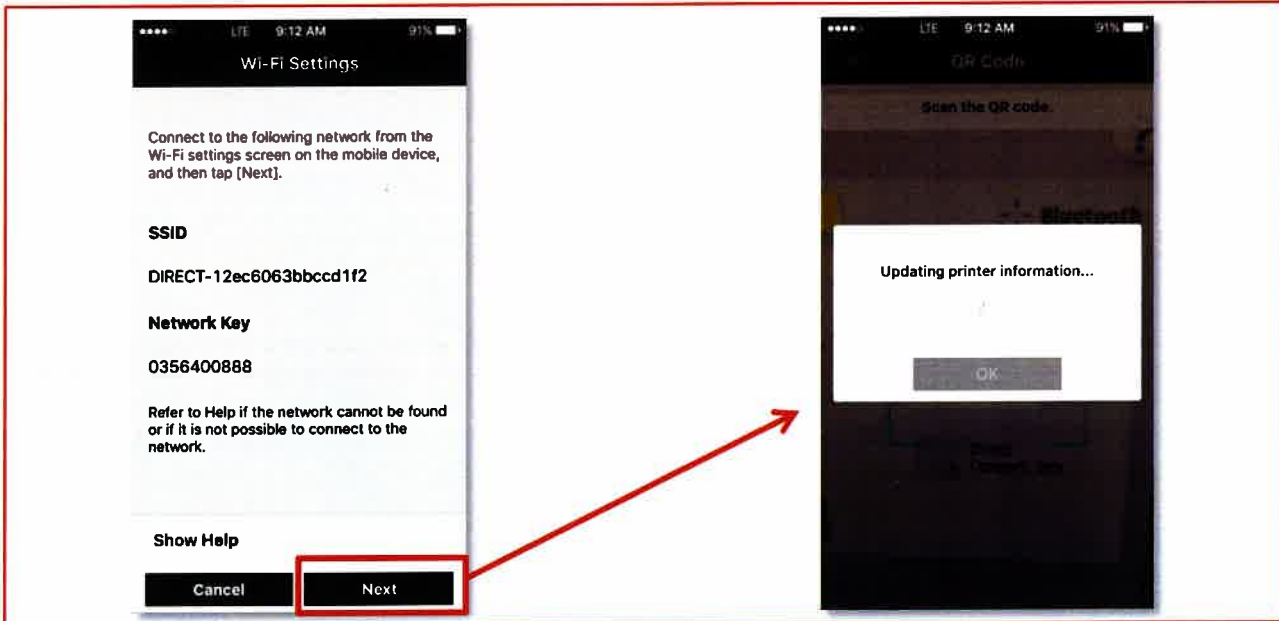 LTE 9:12 AM 91%
Wi-Fi Settings
Connect to the following network from the
Wi-Fi settings screen on the mobile device,
and then tap [Next].
SSID
DIRECT-12ec6063bbccd1f2
Network Key
0356400888
Refer to Help if the network cannot be found
or if it is not possible to connect to the
network.
Show Help
Cancel
Next
LTE 9:12 AM 91%
QR Code
Scan the QR code.
Bluetooth
Updating printer information...
OK